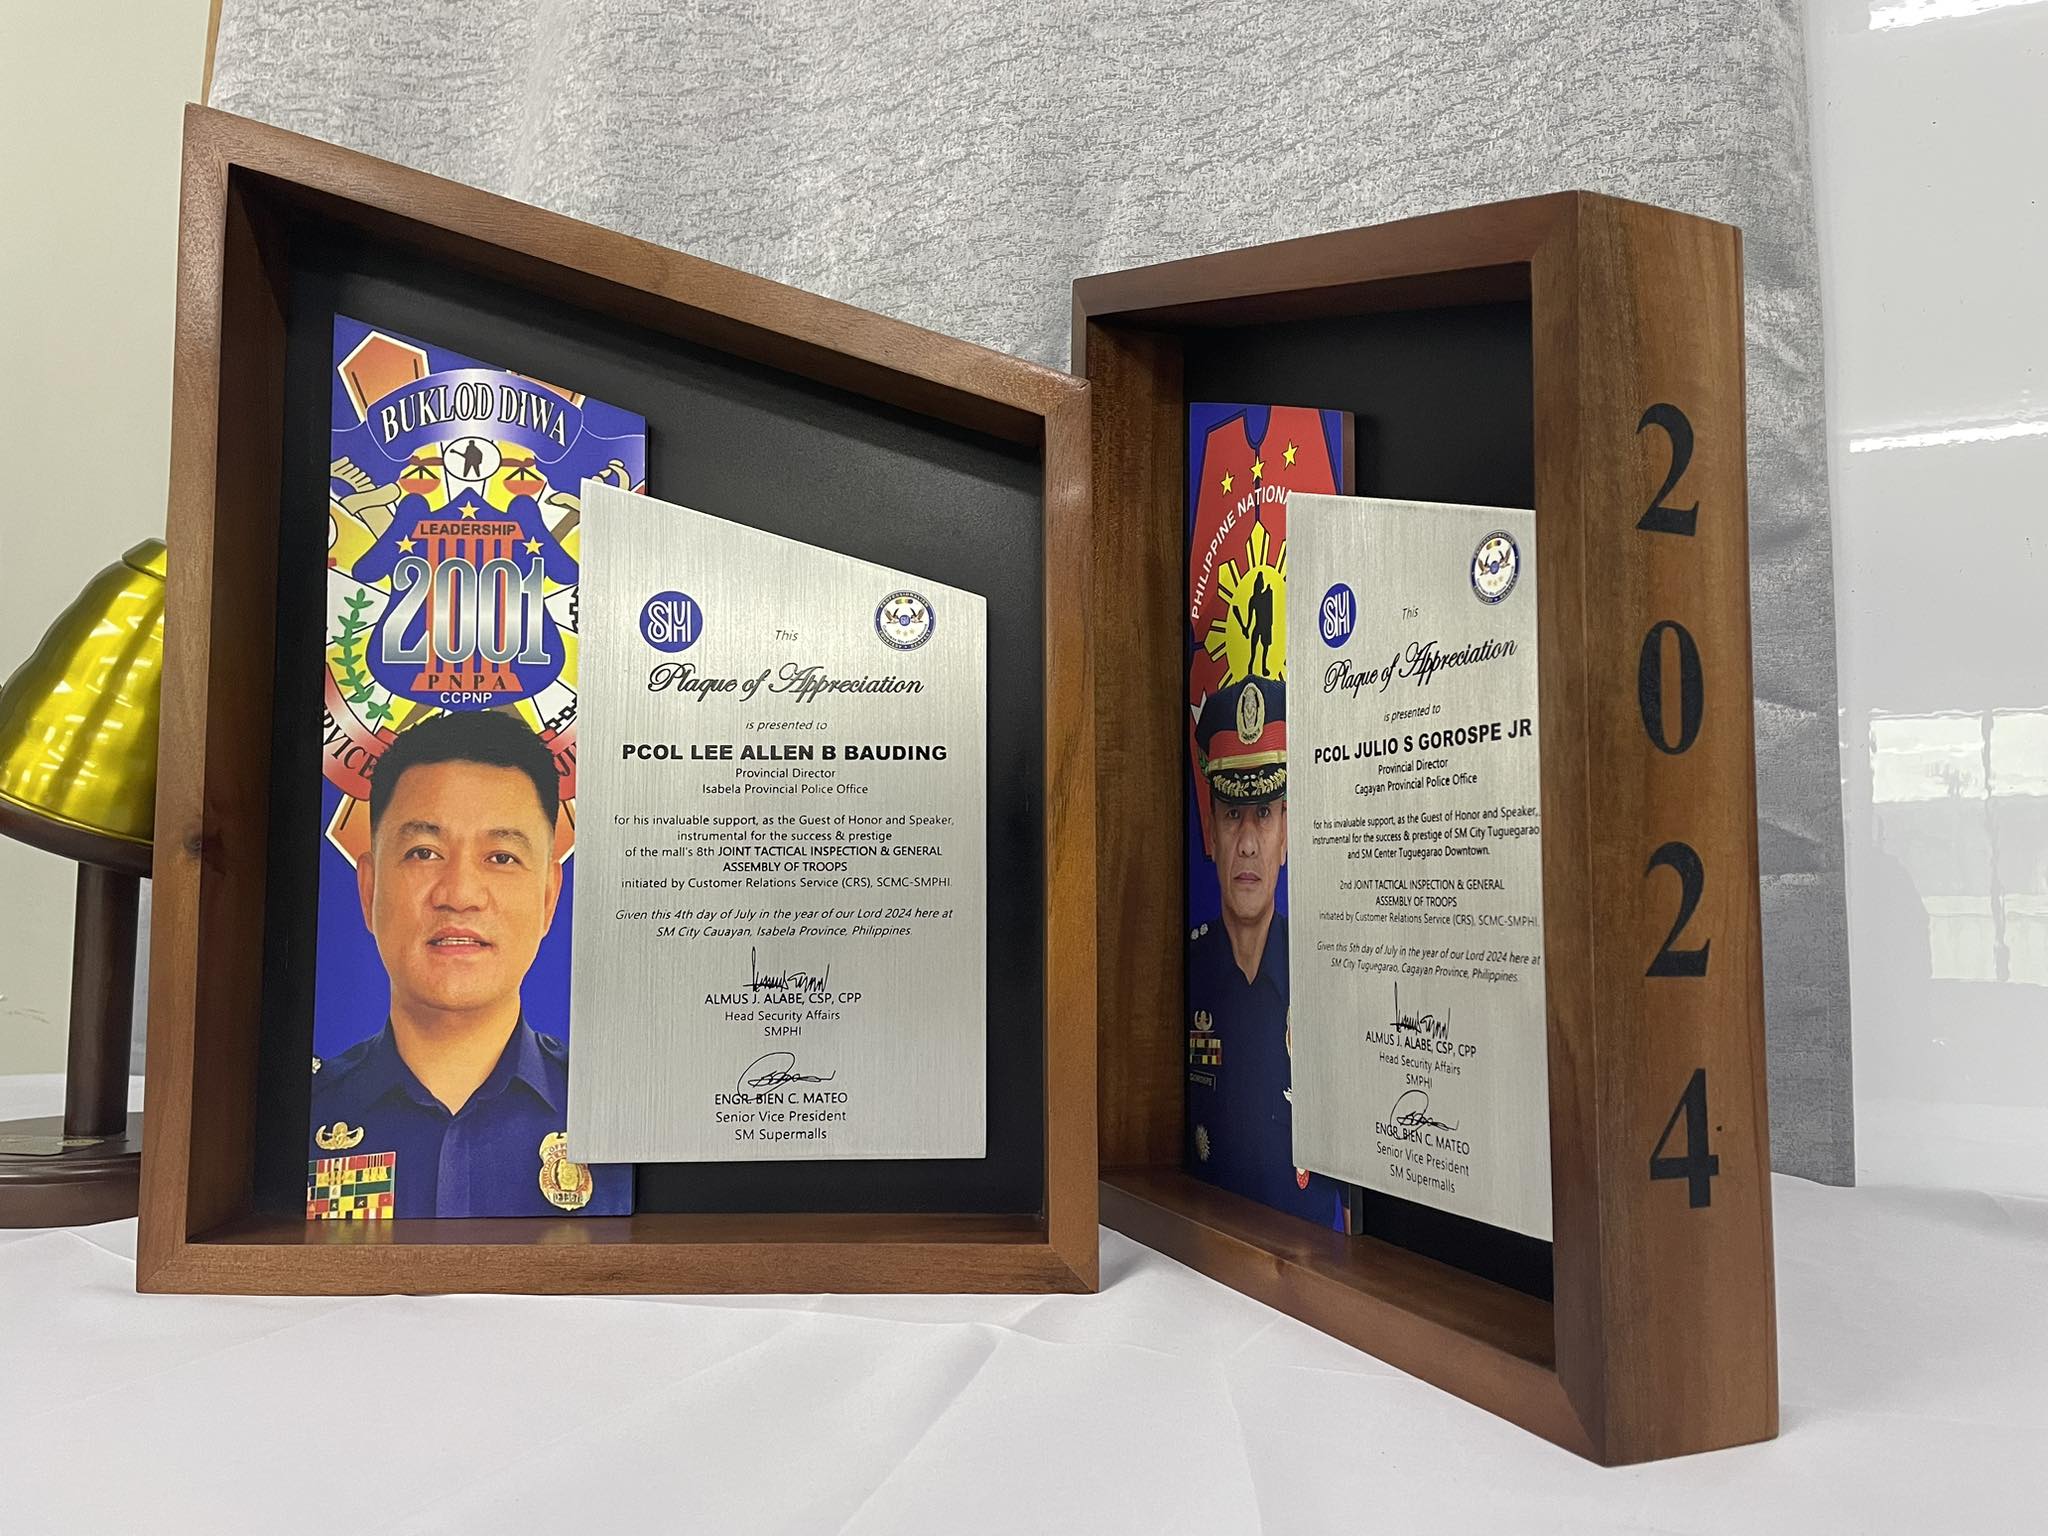 BUKLOD DIWA
LEADERSHIP
2001
PNPA
CCPNP
SM
This
Plaque of Appreciation
is presented to
PCOL LEE ALLEN B BAUDING
Provincial Director
Isabela Provincial Police Office
for his invaluable support, as the Guest of Honor and Speaker,
instrumental for the success & prestige
of the mall's 8th JOINT TACTICAL INSPECTION & GENERAL
ASSEMBLY OF TROOPS
initiated by Customer Relations Service (CRS), SCMC-SMPHI.
Given this 4th day of July in the year of our Lord 2024 here at
SM City Cauayan, Isabela Province, Philippines.
ALMUS J. ALABE, CSP, CPP
Head Security Affairs
SMPHI
ENGR. BIEN C. MATEO
Senior Vice President
SM Supermalls
PHILIPPINE NATIONA
GOROSPE
SM
This
Plaque of Appreciation
is presented to
PCOL JULIO S GOROSPE JR
Provincial Director
Cagayan Provincial Police Office
for his invaluable support, as the Guest of Honor and Speaker,
instrumental for the success & prestige of SM City Tuguegarao
and SM Center Tuguegarao Downtown.
2nd JOINT TACTICAL INSPECTION & GENERAL
ASSEMBLY OF TROOPS
initiated by Customer Relations Service (CRS), SCMC-SMPHI.
Given this 5th day of July in the year of our Lord 2024 here at
SM City Tuguegarao, Cagayan Province, Philippines.
ALMUS J. ALABE, CSP, CPP
Head Security Affairs
SMPHI
ENGR. BIEN C. MATEO
Senior Vice President
SM Supermalls
2024